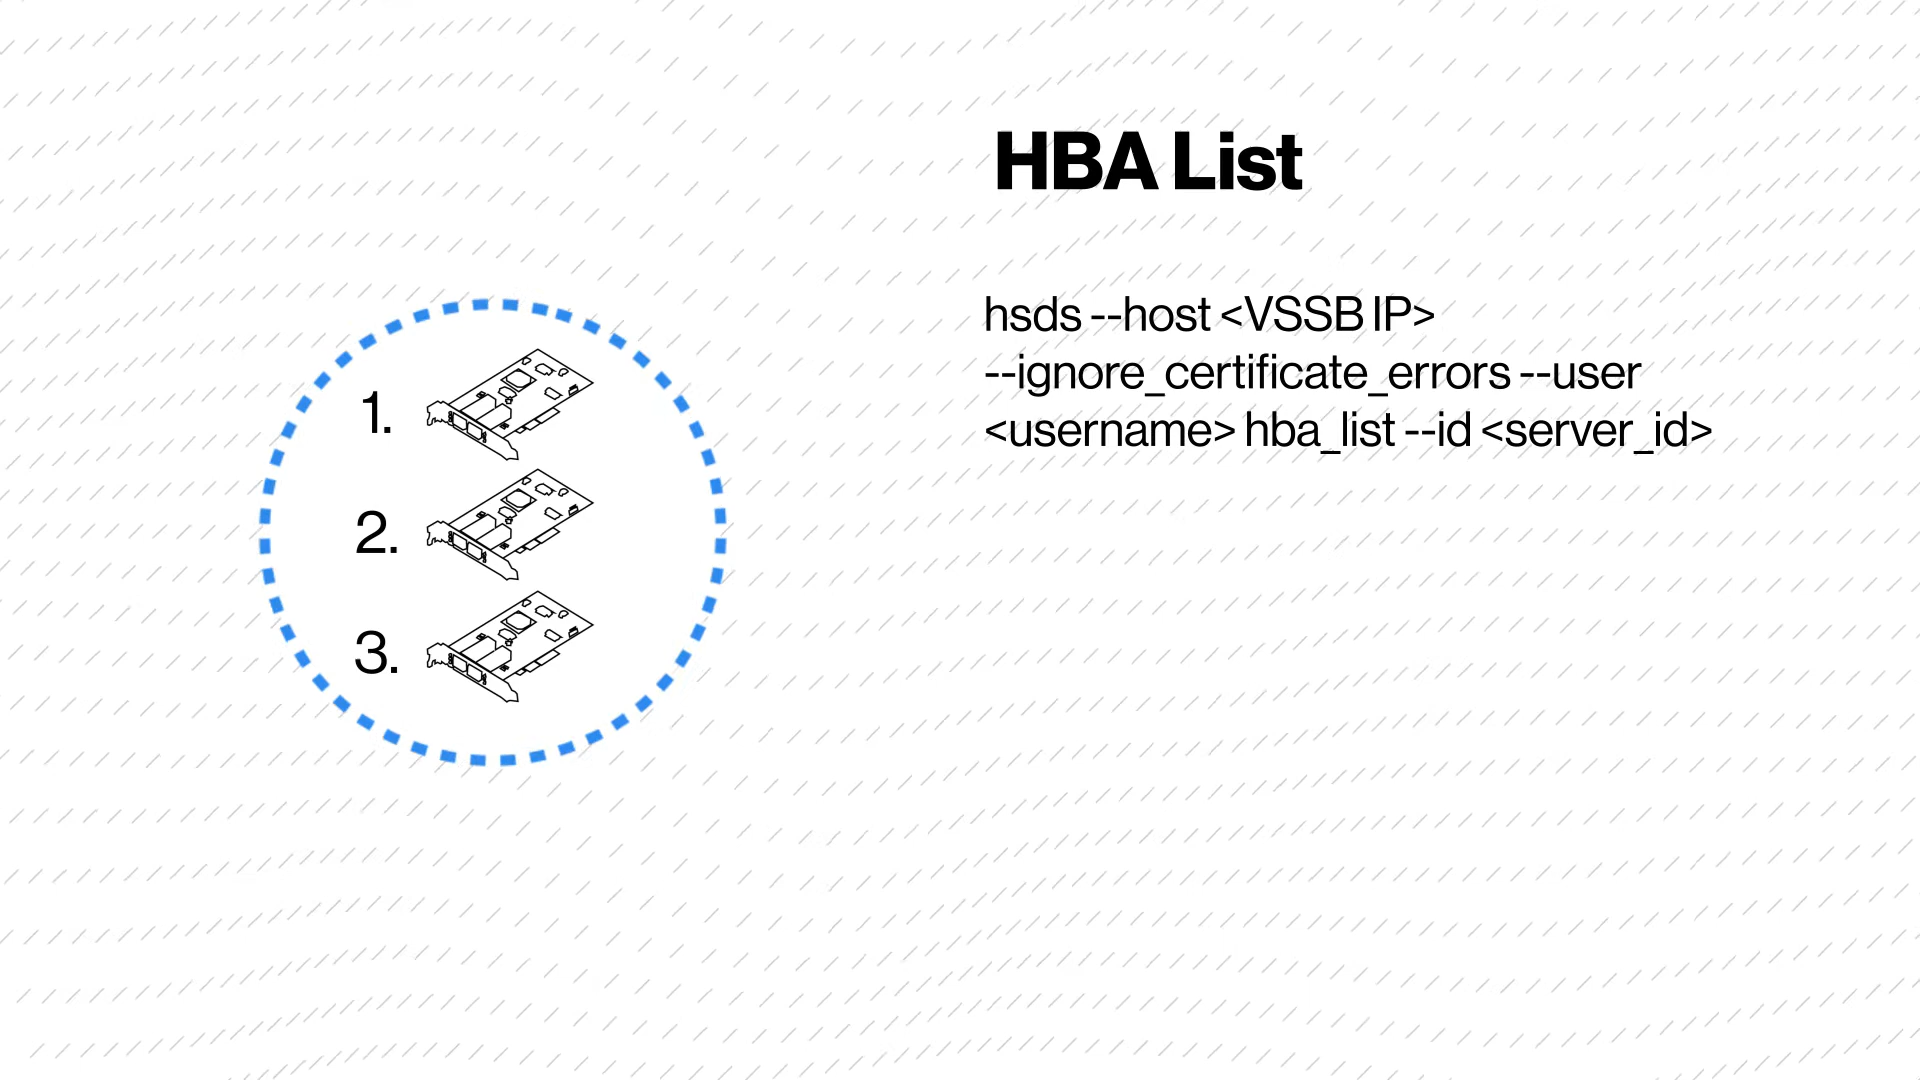 HBA List
hsds --host <VSSB IP>
--ignore_certificate_errors --user
<username> hba_list --id <server_id>
1.
2.
3.